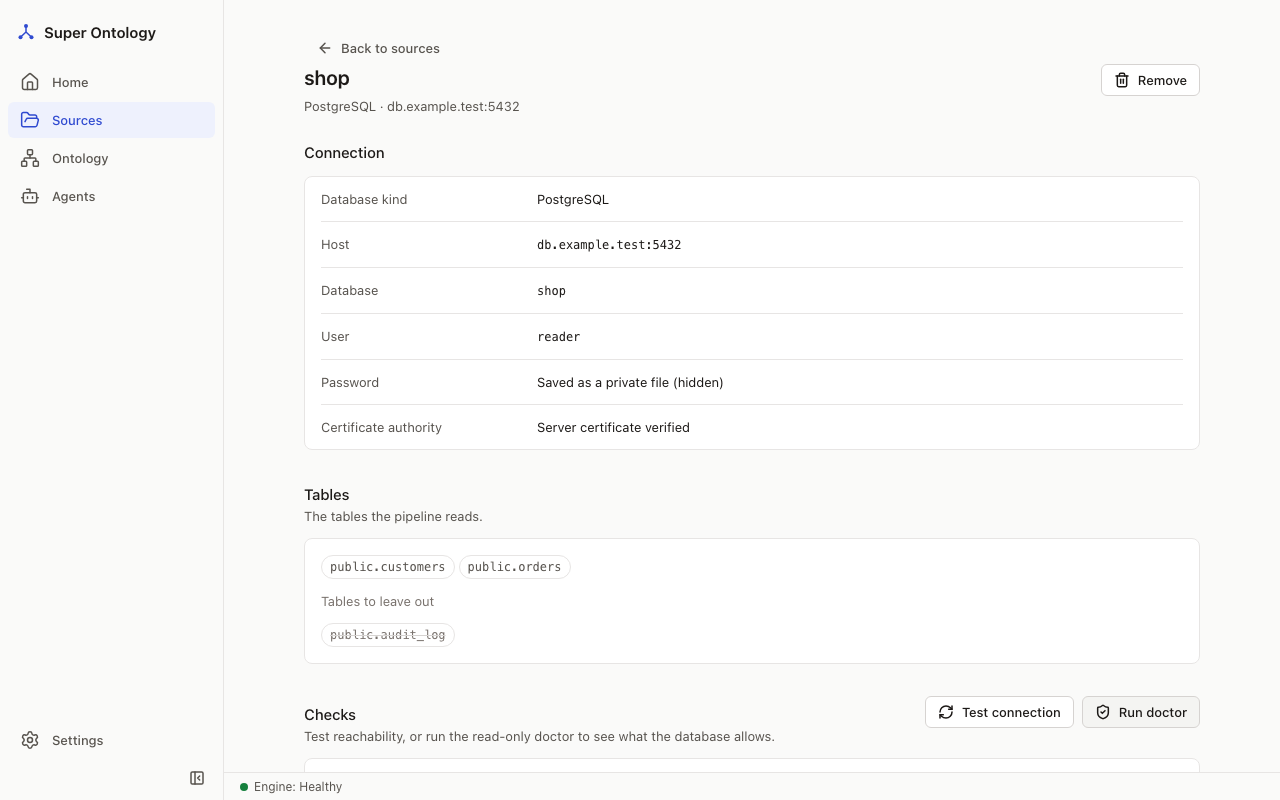 Super Ontology
Home
Sources
Ontology
Agents
Settings
Back to sources
shop
Remove
PostgreSQL · db.example.test:5432
Connection
Database kind PostgreSQL
Host db.example.test:5432
Database shop
User reader
Password Saved as a private file (hidden)
Certificate authority Server certificate verified
Tables
The tables the pipeline reads.
public.customers public.orders
Tables to leave out
public.audit_log
Checks
Test connection Run doctor
Test reachability, or run the read-only doctor to see what the database allows.
Engine: Healthy